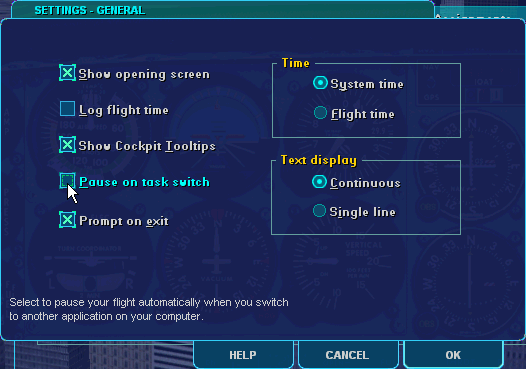 SETTINGS - GENERAL
Assignments
Show opening screen
Log flight time
Show Cockpit Tooltips
Pause on task switch
Prompt on exit
Time
System time
Flight time
Text display
Continuous
Single line
Select to pause your flight automatically when you switch
to another application on your computer.
HELP
CANCEL
OK